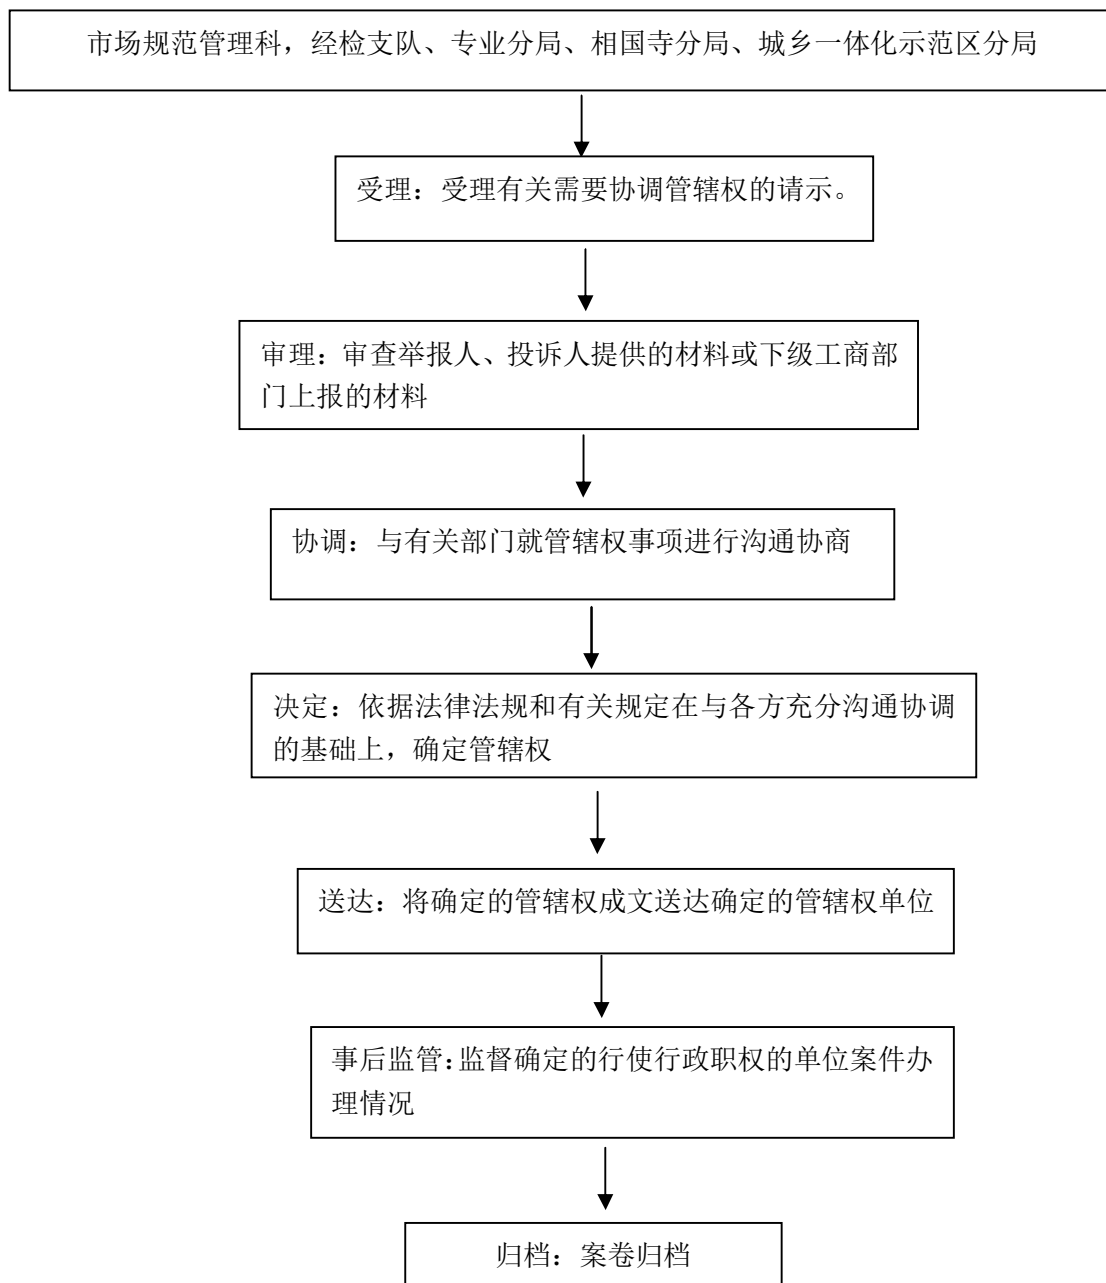 市场规范管理科，经检支队、专业分局、相国寺分局、城乡一体化示范区分局
受理：受理有关需要协调管辖权的请示。
审理：审查举报人、投诉人提供的材料或下级工商部
门上报的材料
协调：与有关部门就管辖权事项进行沟通协商
决定：依据法律法规和有关规定在与各方充分沟通协调
的基础上，确定管辖权
送达：将确定的管辖权成文送达确定的管辖权单位
事后监管：监督确定的行使行政职权的单位案件办
理情况
归档：案卷归档